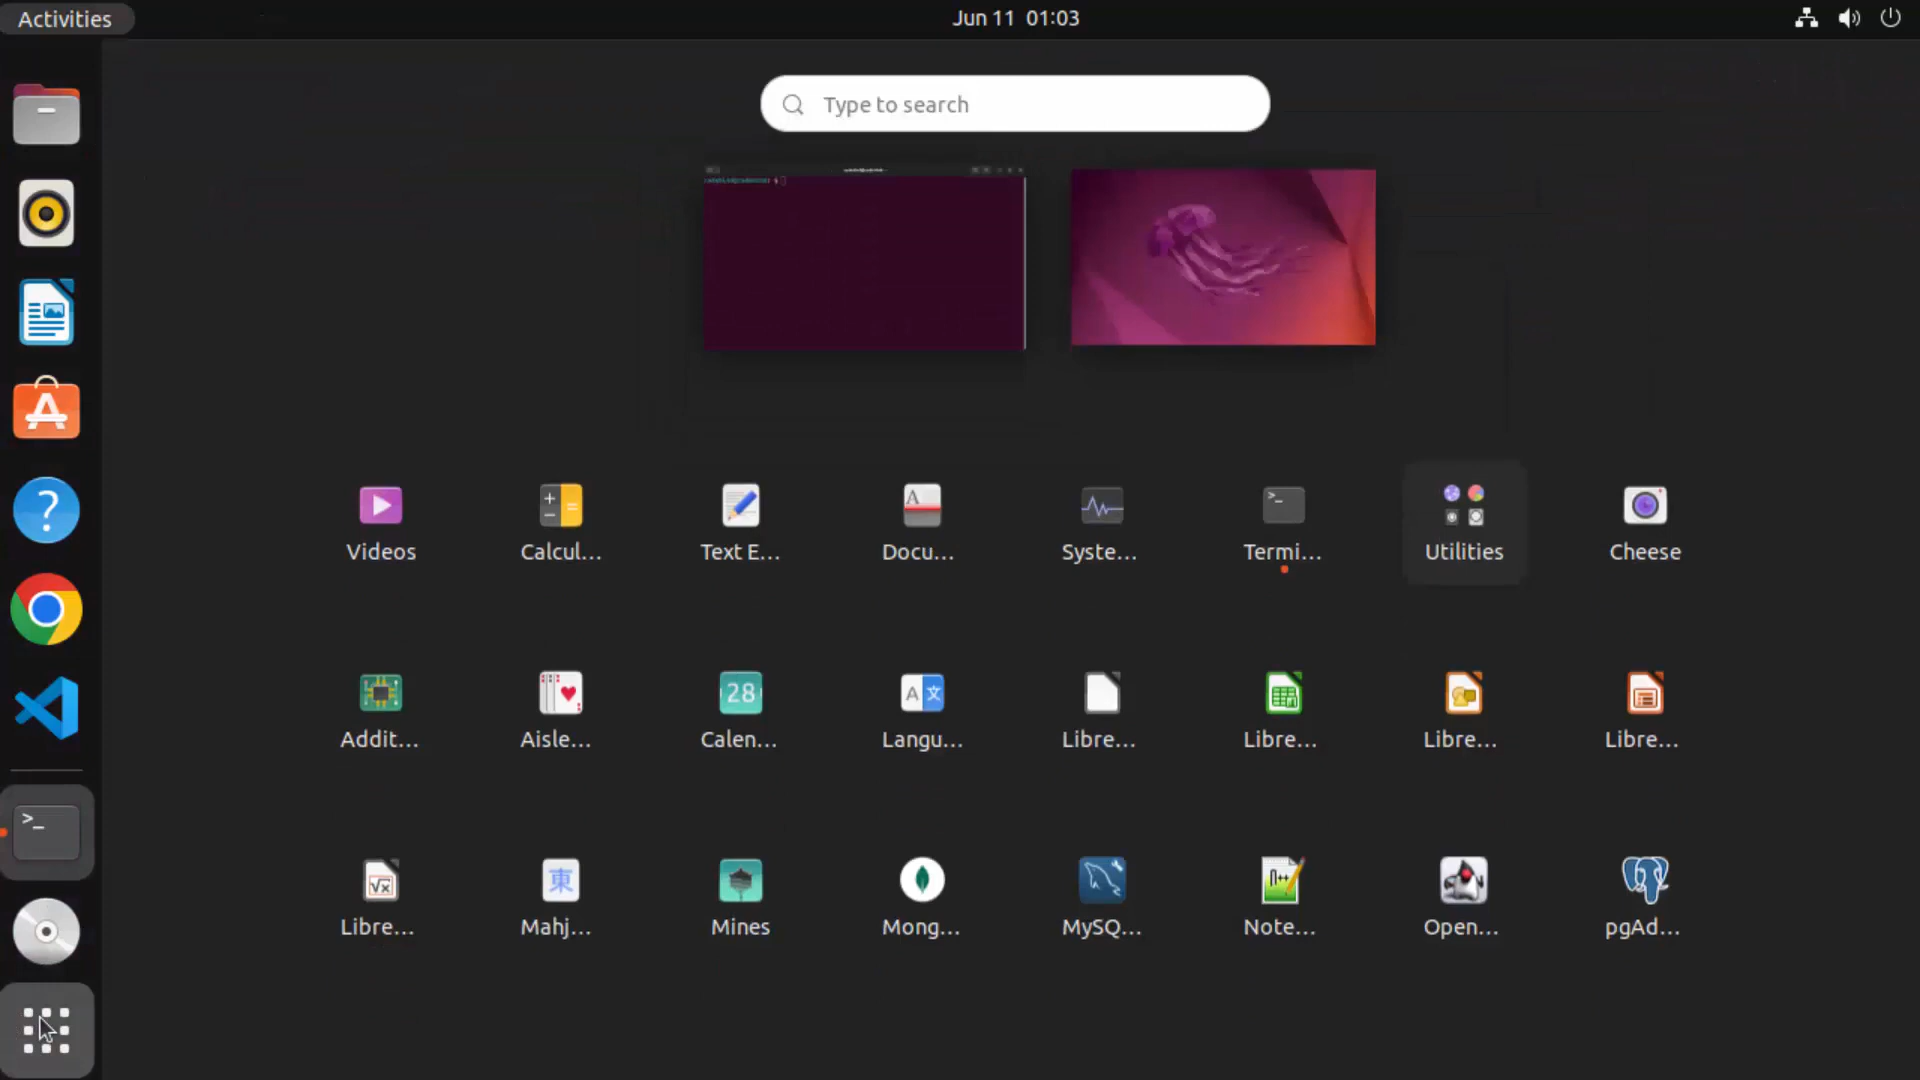 Activities
Jun 11 01:03
Type to search
Videos
Calcul...
Text E...
Docu...
Syste...
Termi...
Utilities
Cheese
Addit...
Aisle...
Calen...
Langu...
Libre...
Libre...
Libre...
Libre...
Libre...
Mahj...
Mines
Mong...
MySQ...
Note...
Open...
pgAd...